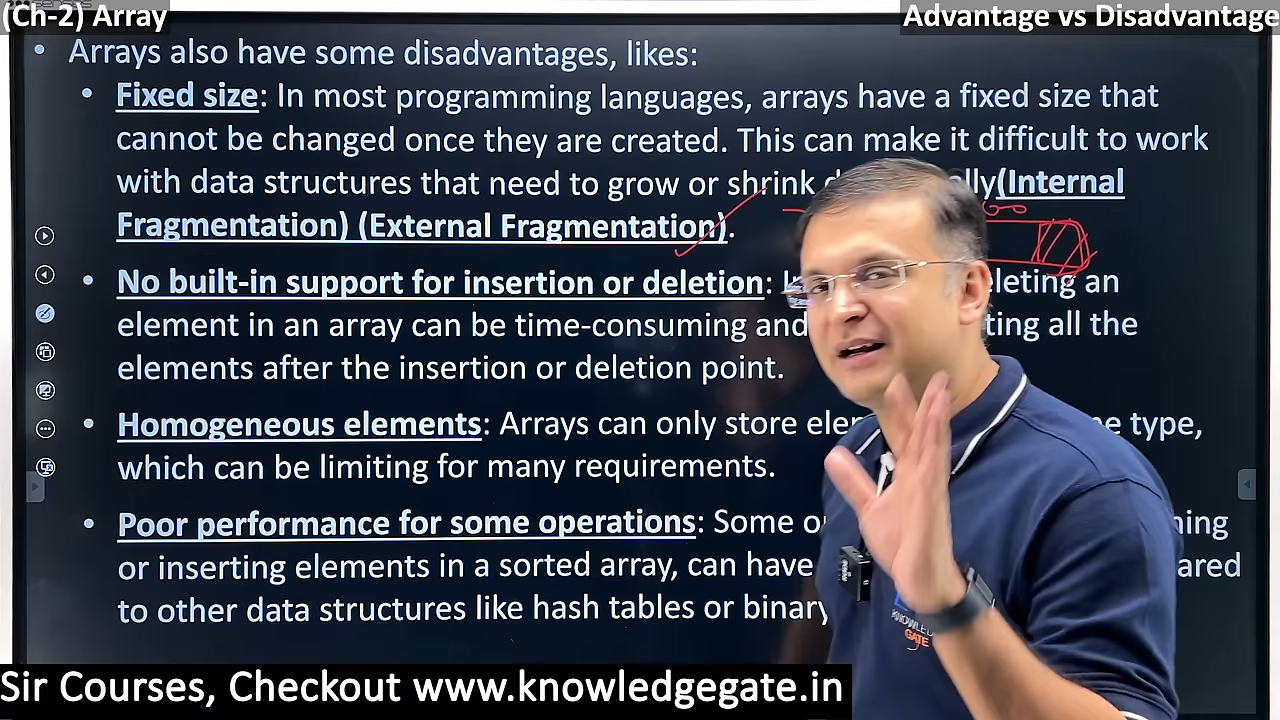 (Ch-2) Array
Advantage vs Disadvantage
• Arrays also have some disadvantages, likes:
• Fixed size: In most programming languages, arrays have a fixed size that
cannot be changed once they are created. This can make it difficult to work
with data structures that need to grow or shrink lly(Internal
Fragmentation) (External Fragmentation).
• No built-in support for insertion or deletion: leting an
element in an array can be time-consuming and ting all the
elements after the insertion or deletion point.
• Homogeneous elements: Arrays can only store ele e type,
which can be limiting for many requirements.
• Poor performance for some operations: Some ning
or inserting elements in a sorted array, can have ared
to other data structures like hash tables or binary
KNOWLE
GATE
Sir Courses, Checkout www.knowledgegate.in